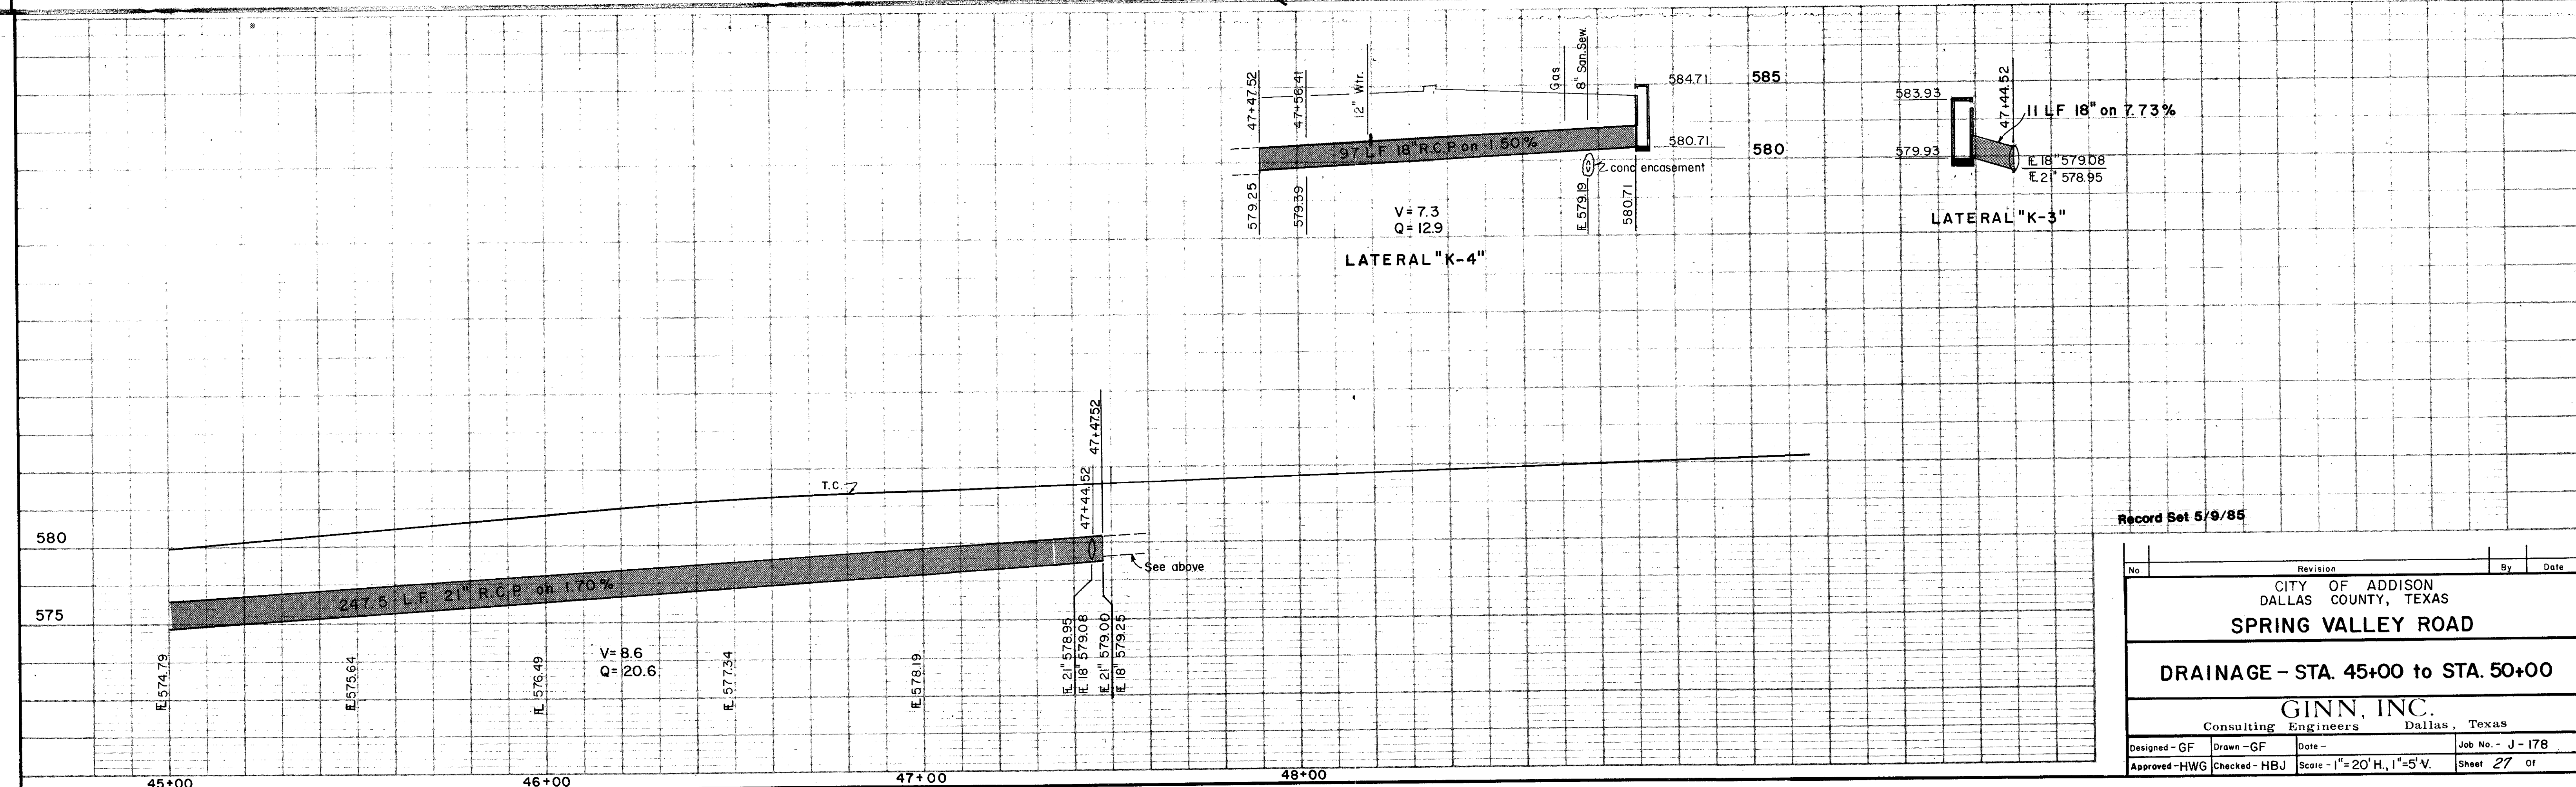 47+47.52
47+56.41
12" Wtr.
Gas
8" San.Sew.
584.71
585
97 LF 18" R.C.P. on 1.50%
580.71
580
conc encasement
579.25
579.39
FL 579.19
580.71
V = 7.3
Q = 12.9
LATERAL "K-4"
583.93
47+44.52
11 LF 18" on 7.73%
579.93
FL 18" 579.08
FL 21" 578.95
LATERAL "K-3"
47+44.52
47+47.52
T.C.
580
575
247.5 L.F. 21" R.C.P. on 1.70%
See above
FL 574.79
FL 575.64
FL 576.49
V= 8.6
Q= 20.6
FL 577.34
FL 578.19
FL 21" 578.95
FL 18" 579.08
FL 21" 579.00
FL 18" 579.25
45+00
46+00
47+00
48+00
Record Set 5/9/85
No. Revision By Date
CITY OF ADDISON
DALLAS COUNTY, TEXAS
SPRING VALLEY ROAD
DRAINAGE – STA. 45+00 to STA. 50+00
GINN, INC.
Consulting Engineers Dallas, Texas
Designed - GF Drawn - GF Date - Job No. - J - 178
Approved - HWG Checked - HBJ Scale - 1"= 20' H., 1"=5' V. Sheet 27 Of